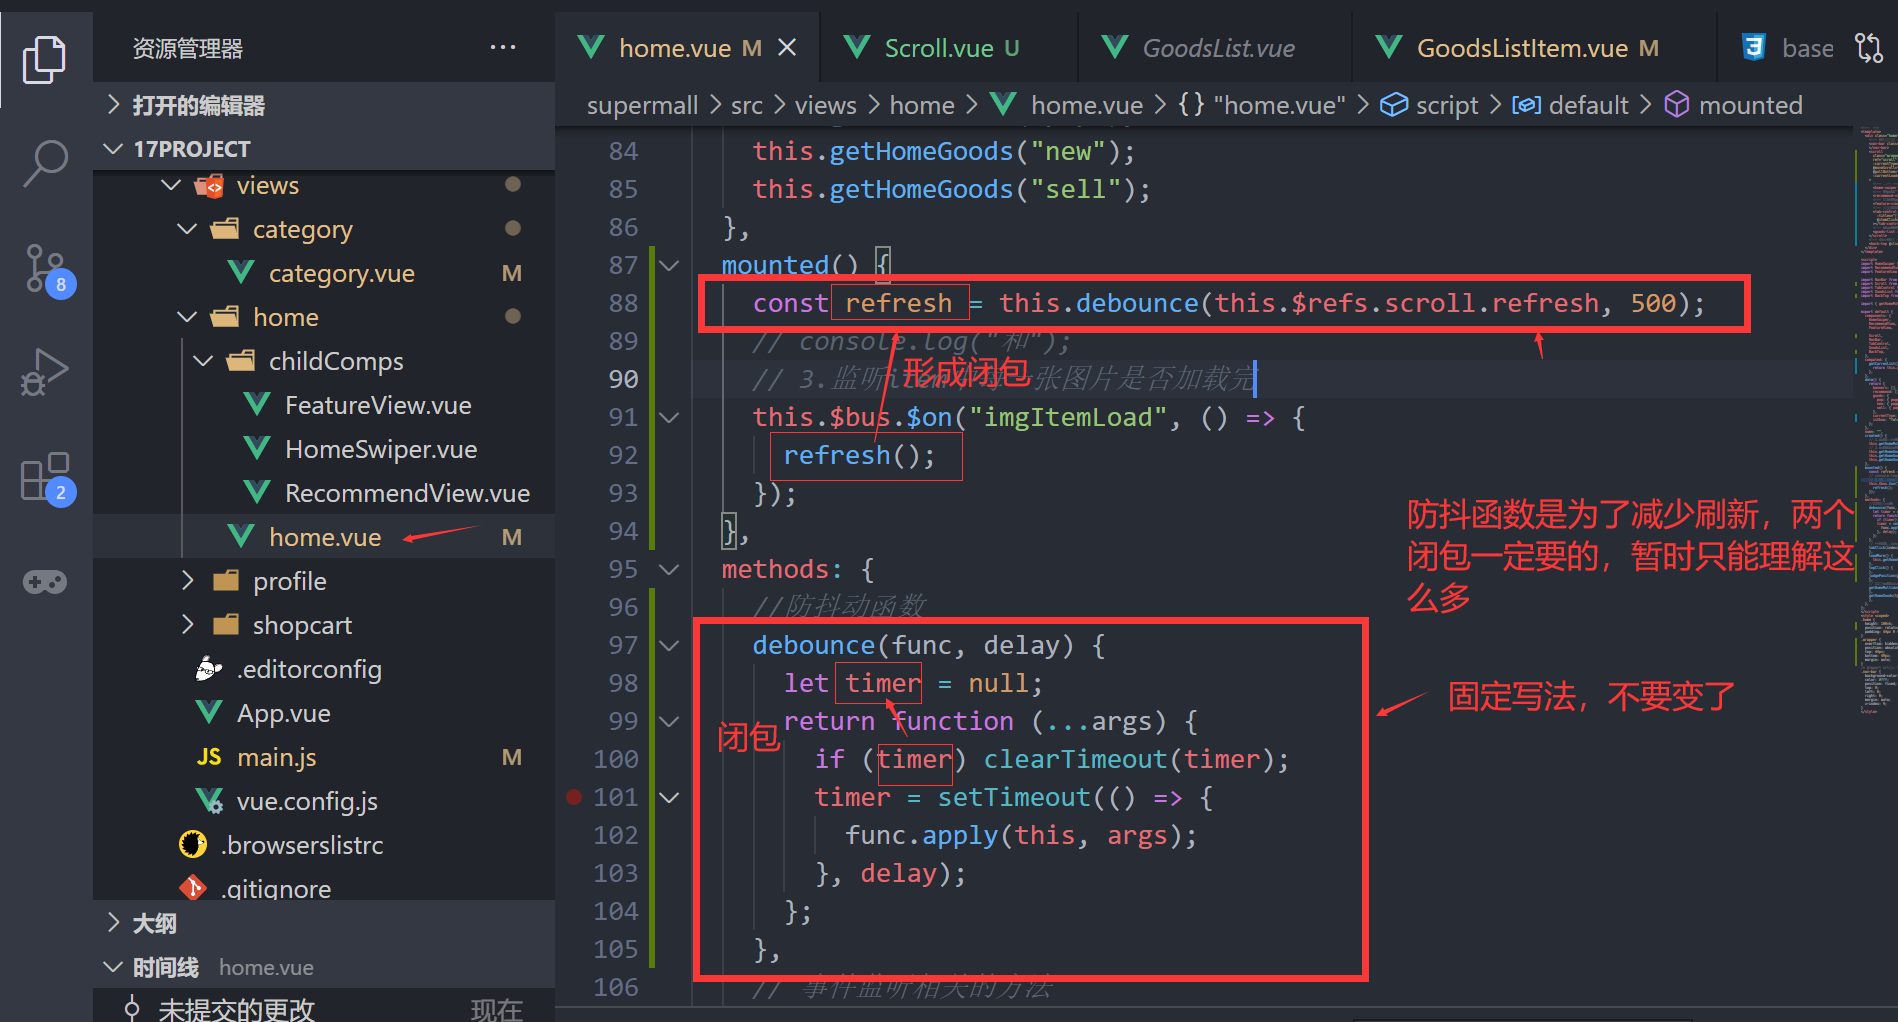 资源管理器 ...
打开的编辑器
17PROJECT
views
category
category.vue M
home
childComps
FeatureView.vue
HomeSwiper.vue
RecommendView.vue
home.vue M
profile
shopcart
.editorconfig
App.vue
JS main.js M
vue.config.js
.browserslistrc
.gitignore
大纲
时间线 home.vue
未提交的更改 现在
8
2
home.vue M
Scroll.vue U
GoodsList.vue
GoodsListItem.vue M
base
supermall > src > views > home > home.vue > {} "home.vue" > script > default > mounted
84 this.getHomeGoods("new");
85 this.getHomeGoods("sell");
86 },
87 mounted() {
88 const refresh = this.debounce(this.$refs.scroll.refresh, 500);
89 // console.log("和");
形成闭包
90 // 3.监听item 张图片是否加载完
91 this.$bus.$on("imgItemLoad", () => {
92 refresh();
93 });
94 },
95 methods: {
96 //防抖动函数
97 debounce(func, delay) {
98 let timer = null;
99 return function (...args) {
闭包
100 if (timer) clearTimeout(timer);
101 timer = setTimeout(() => {
102 func.apply(this, args);
103 }, delay);
104 };
105 },
106 // 事件监听相关的方法
防抖函数是为了减少刷新，两个
闭包一定要的，暂时只能理解这
么多
固定写法，不要变了